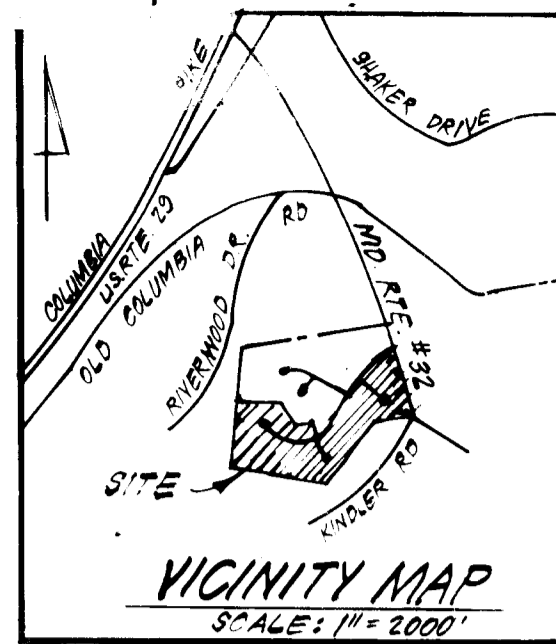 COLUMBIA PIKE
U.S. RTE. 29
OLD COLUMBIA RD
RIVERWOOD DR.
SHAKER DRIVE
MD. RTE. #32
SITE
KINDLER RD
VICINITY MAP
SCALE: 1" = 2000'